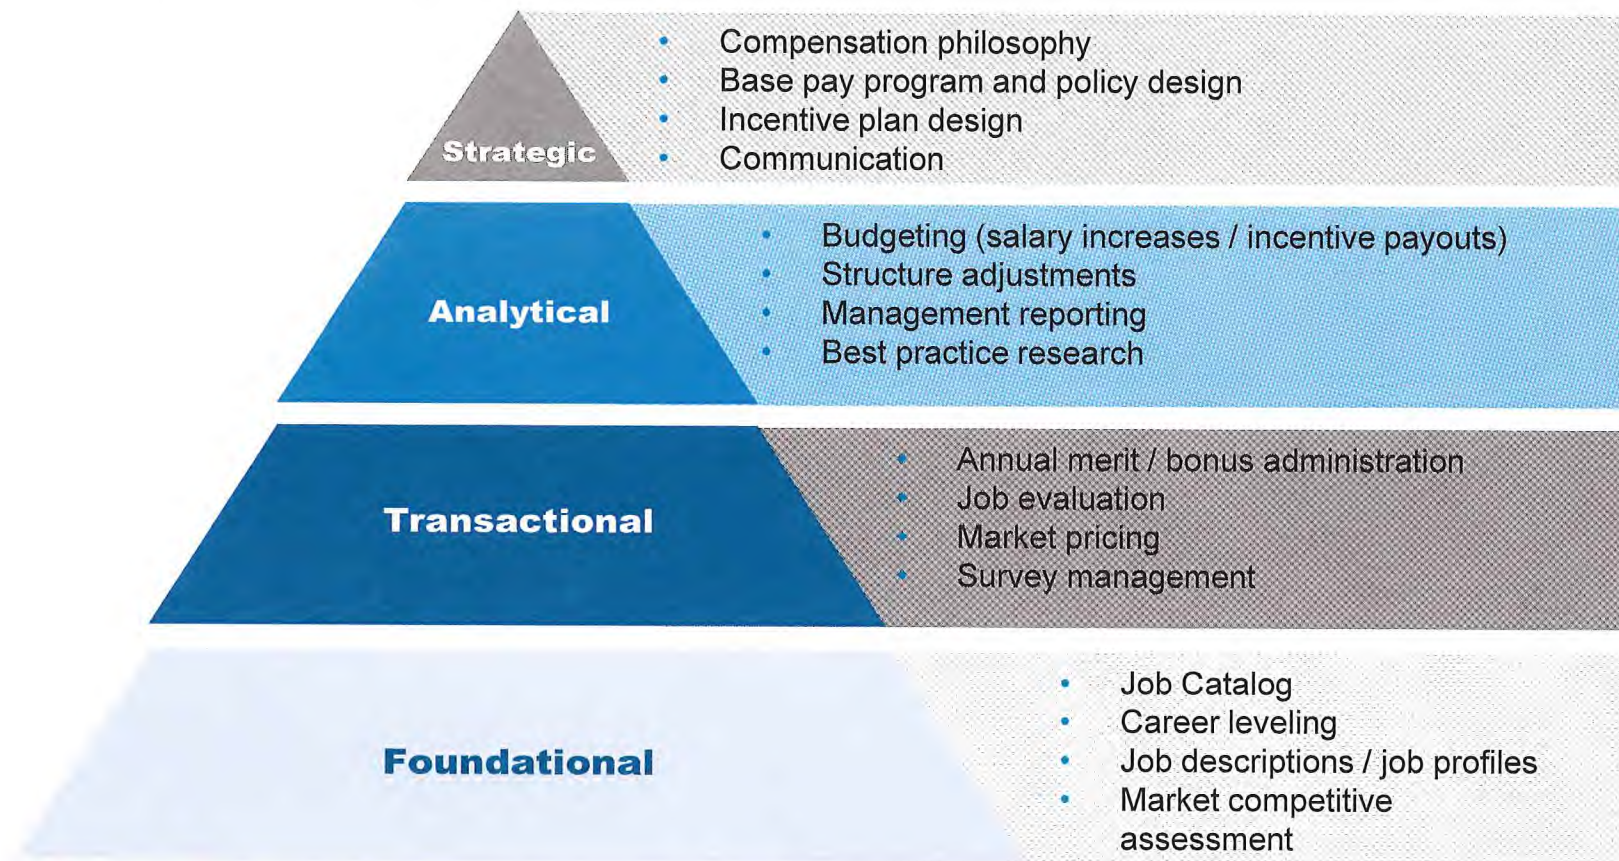 Strategic
• Compensation philosophy
• Base pay program and policy design
• Incentive plan design
• Communication
Analytical
• Budgeting (salary increases / incentive payouts)
• Structure adjustments
• Management reporting
• Best practice research
Transactional
• Annual merit / bonus administration
• Job evaluation
• Market pricing
• Survey management
Foundational
• Job Catalog
• Career leveling
• Job descriptions / job profiles
• Market competitive
assessment